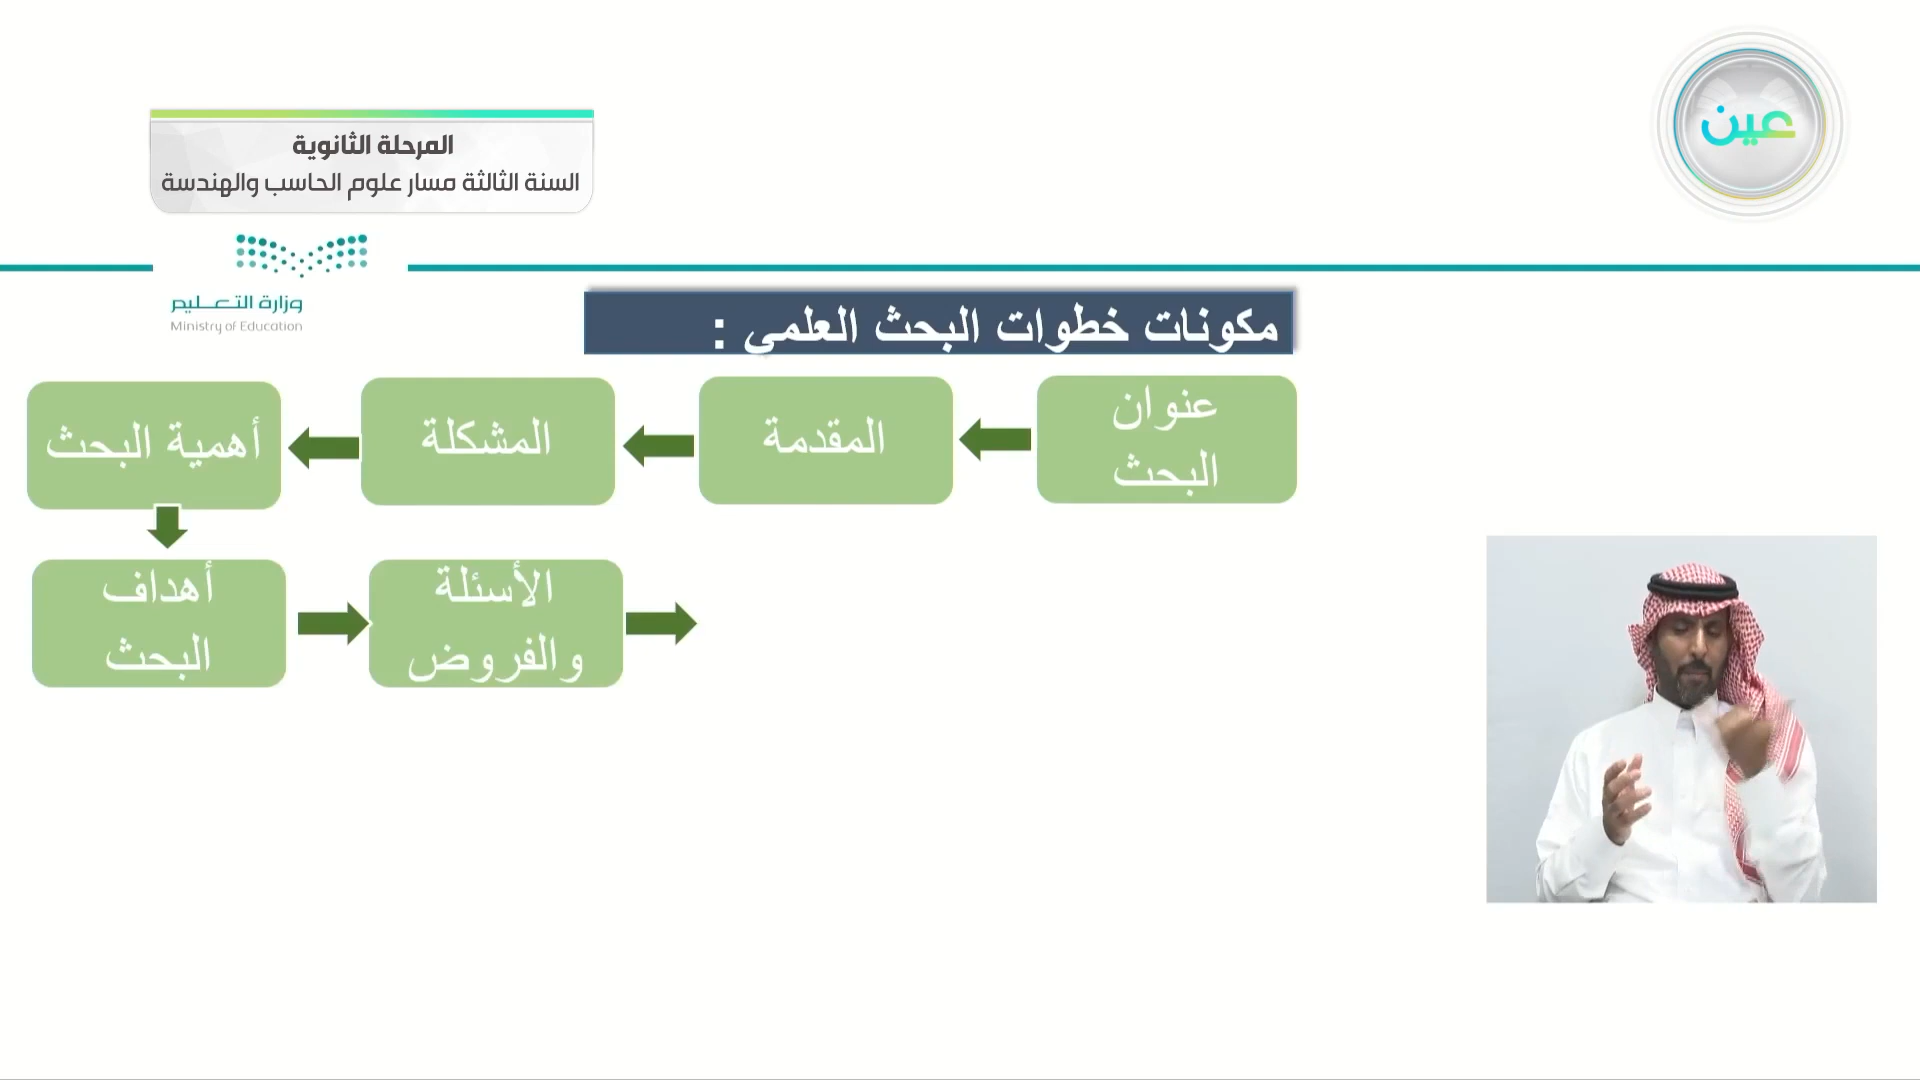 عين
المرحلة الثانوية
السنة الثالثة مسار علوم الحاسب والهندسة
وزارة التعليم
Ministry of Education
مكونات خطوات البحث العلمي :
عنوان
البحث
المقدمة
المشكلة
أهمية البحث
أهداف
البحث
الأسئلة
والفروض